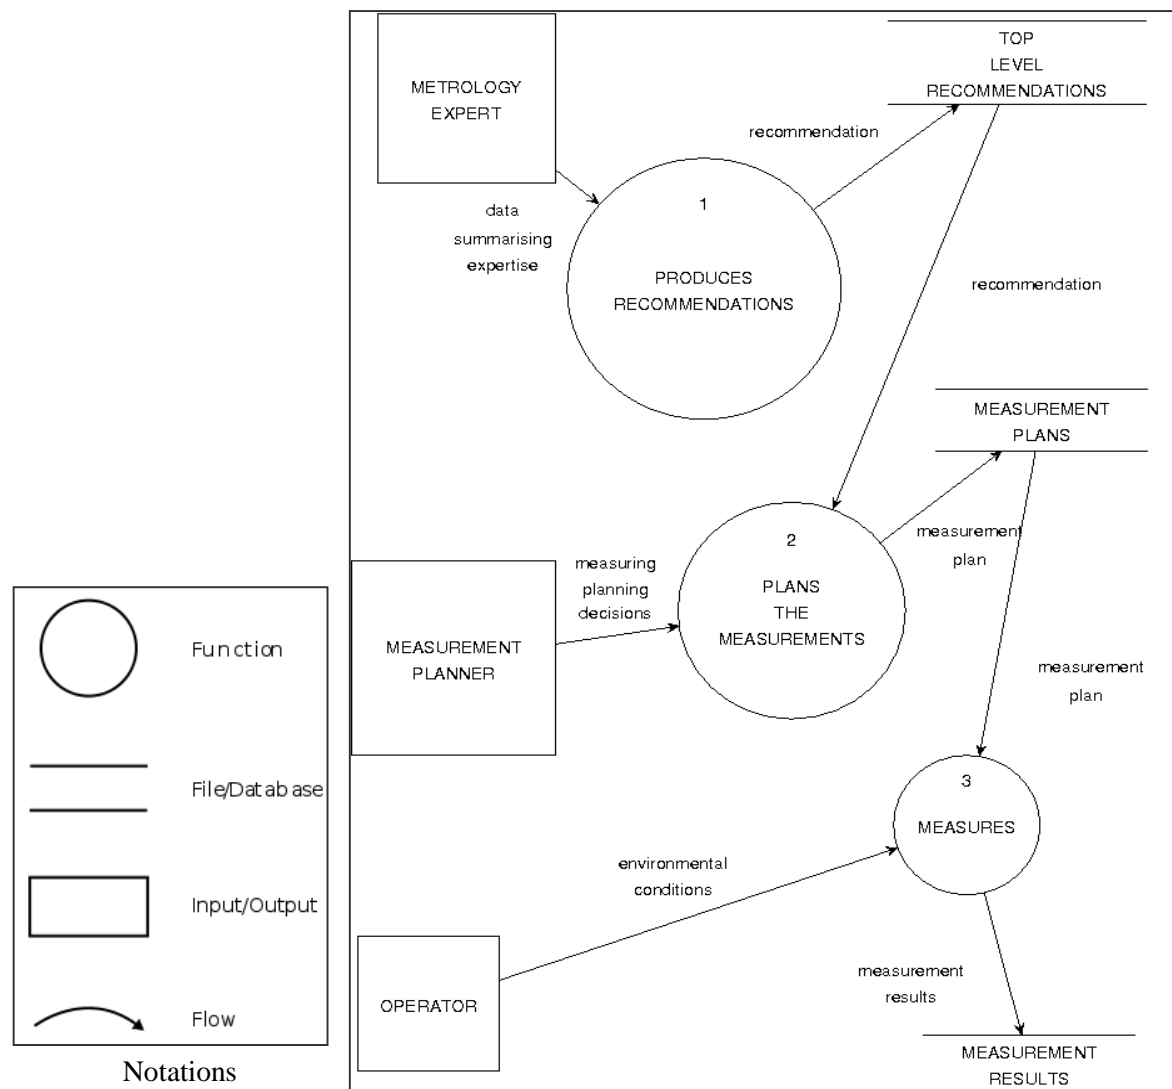 METROLOGY
EXPERT
TOP
LEVEL
RECOMMENDATIONS
recommendation
data
summarising
expertise
1
PRODUCES
RECOMMENDATIONS
recommendation
MEASUREMENT
PLANS
measurement
plan
measuring
planning
decisions
2
PLANS
THE
MEASUREMENTS
MEASUREMENT
PLANNER
measurement
plan
3
MEASURES
environmental
conditions
OPERATOR
measurement
results
MEASUREMENT
RESULTS
Function
File/Database
Input/Output
Flow
Notations